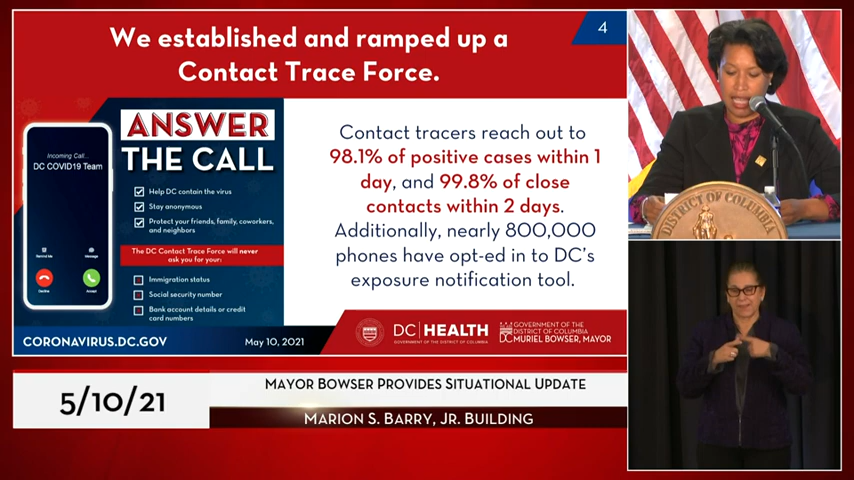 We established and ramped up a
Contact Trace Force.
4
ANSWER
THE CALL
Incoming Call...
DC COVID19 Team
Help DC contain the virus
Stay anonymous
Protect your friends, family, coworkers,
and neighbors
The DC Contact Trace Force will never
ask you for your:
Immigration status
Social security number
Bank account details or credit
card numbers
Remind Me
Message
Decline
Accept
Contact tracers reach out to
98.1% of positive cases within 1
day, and 99.8% of close
contacts within 2 days.
Additionally, nearly 800,000
phones have opt-ed in to DC's
exposure notification tool.
CORONAVIRUS.DC.GOV
May 10, 2021
DC HEALTH
GOVERNMENT OF THE DISTRICT OF COLUMBIA
GOVERNMENT OF THE
DISTRICT OF COLUMBIA
DC MURIEL BOWSER, MAYOR
DISTRICT OF COLUMBIA
5/10/21
MAYOR BOWSER PROVIDES SITUATIONAL UPDATE
MARION S. BARRY, JR. BUILDING